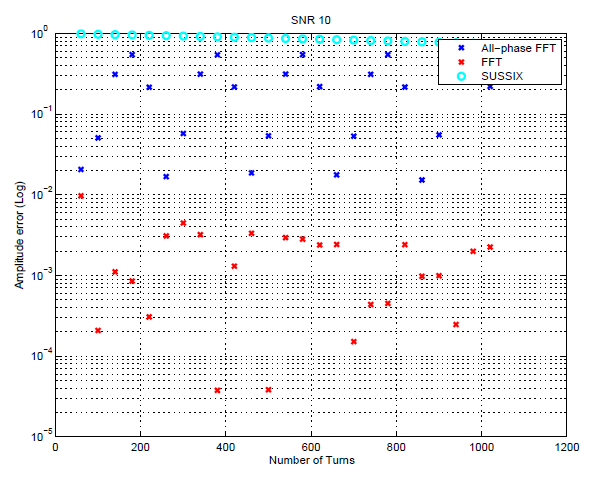 SNR 10
10^0
10^-1
10^-2
10^-3
10^-4
10^-5
Amplitude error (Log)
All-phase FFT
FFT
SUSSIX
0 200 400 600 800 1000 1200
Number of Turns